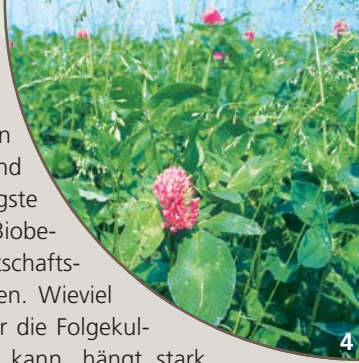 n
nd
gste
Biobe-
tschafts-
en. Wieviel
r die Folgekul-
kann, hängt stark
4